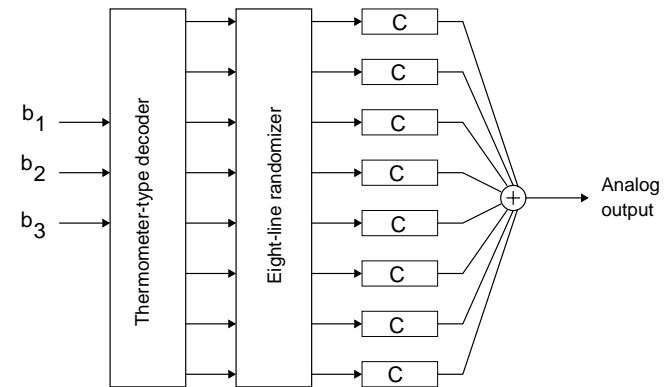 b1
b2
b3
Thermometer-type decoder
Eight-line randomizer
C
C
C
C
C
C
C
C
+
Analog
output